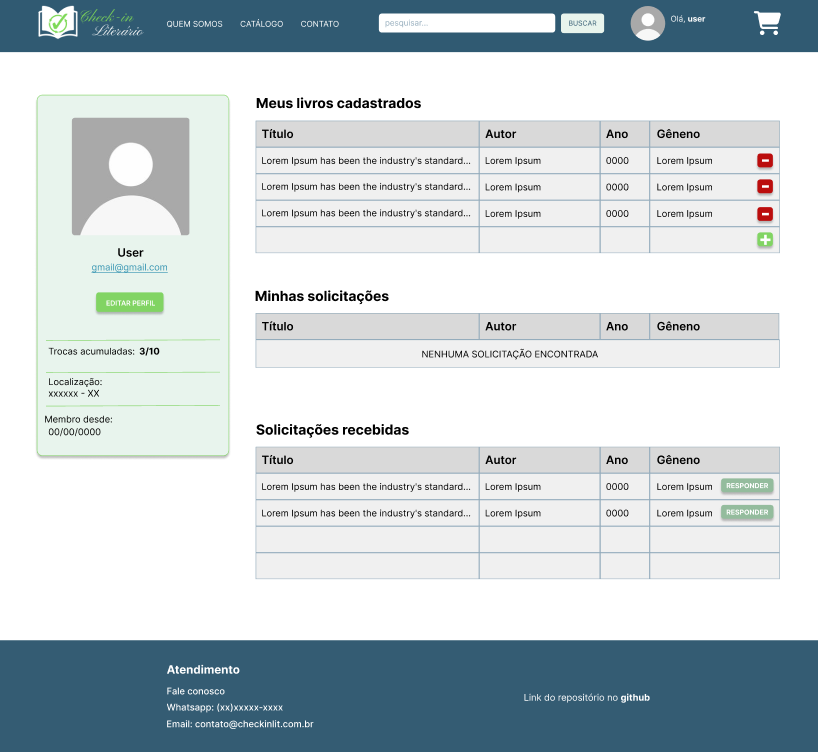 Check-in
Literário
QUEM SOMOS CATÁLOGO CONTATO
pesquisar...
BUSCAR
Olá, user
User
gmail@gmail.com
EDITAR PERFIL
Trocas acumuladas: 3/10
Localização:
xxxxxx - XX
Membro desde:
00/00/0000
Meus livros cadastrados
Título Autor Ano Gêneno
Lorem Ipsum has been the industry's standard... Lorem Ipsum 0000 Lorem Ipsum
Lorem Ipsum has been the industry's standard... Lorem Ipsum 0000 Lorem Ipsum
Lorem Ipsum has been the industry's standard... Lorem Ipsum 0000 Lorem Ipsum
Minhas solicitações
Título Autor Ano Gêneno
NENHUMA SOLICITAÇÃO ENCONTRADA
Solicitações recebidas
Título Autor Ano Gêneno
Lorem Ipsum has been the industry's standard... Lorem Ipsum 0000 Lorem Ipsum RESPONDER
Lorem Ipsum has been the industry's standard... Lorem Ipsum 0000 Lorem Ipsum RESPONDER
Atendimento
Fale conosco
Whatsapp: (xx)xxxxx-xxxx
Email: contato@checkinlit.com.br
Link do repositório no github